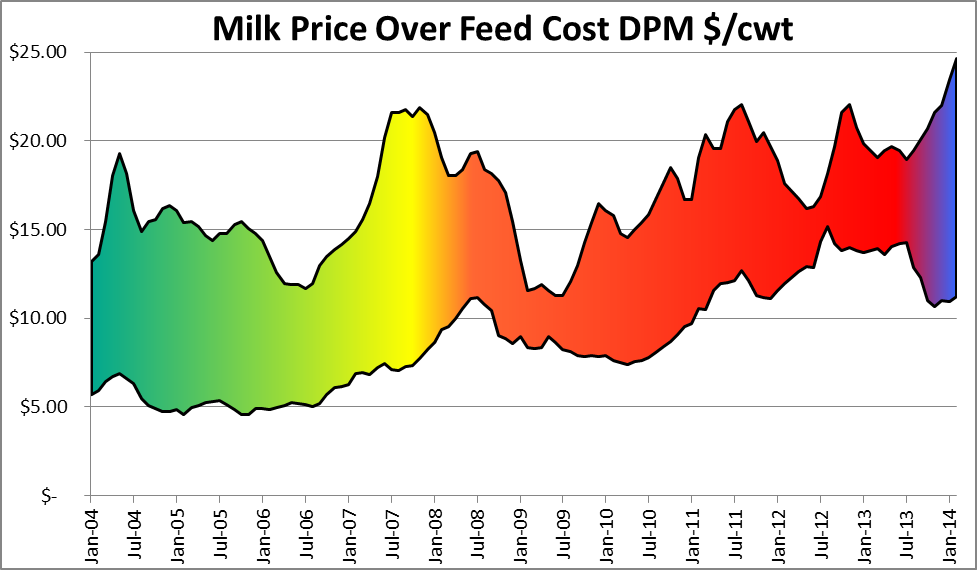 Milk Price Over Feed Cost DPM $/cwt
$25.00
$20.00
$15.00
$10.00
$5.00
$-
Jan-04
Jul-04
Jan-05
Jul-05
Jan-06
Jul-06
Jan-07
Jul-07
Jan-08
Jul-08
Jan-09
Jul-09
Jan-10
Jul-10
Jan-11
Jul-11
Jan-12
Jul-12
Jan-13
Jul-13
Jan-14